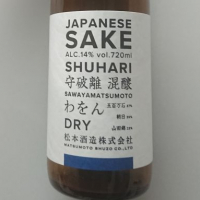 JAPANESE
SAKE
ALC.14% vol.720ml
SHUHARI
守破離 混醸
SAWAYAMATSUMOTO
わをん
DRY
松本酒造株式会社
MATSUMOTO SHUZO CO.,LTD